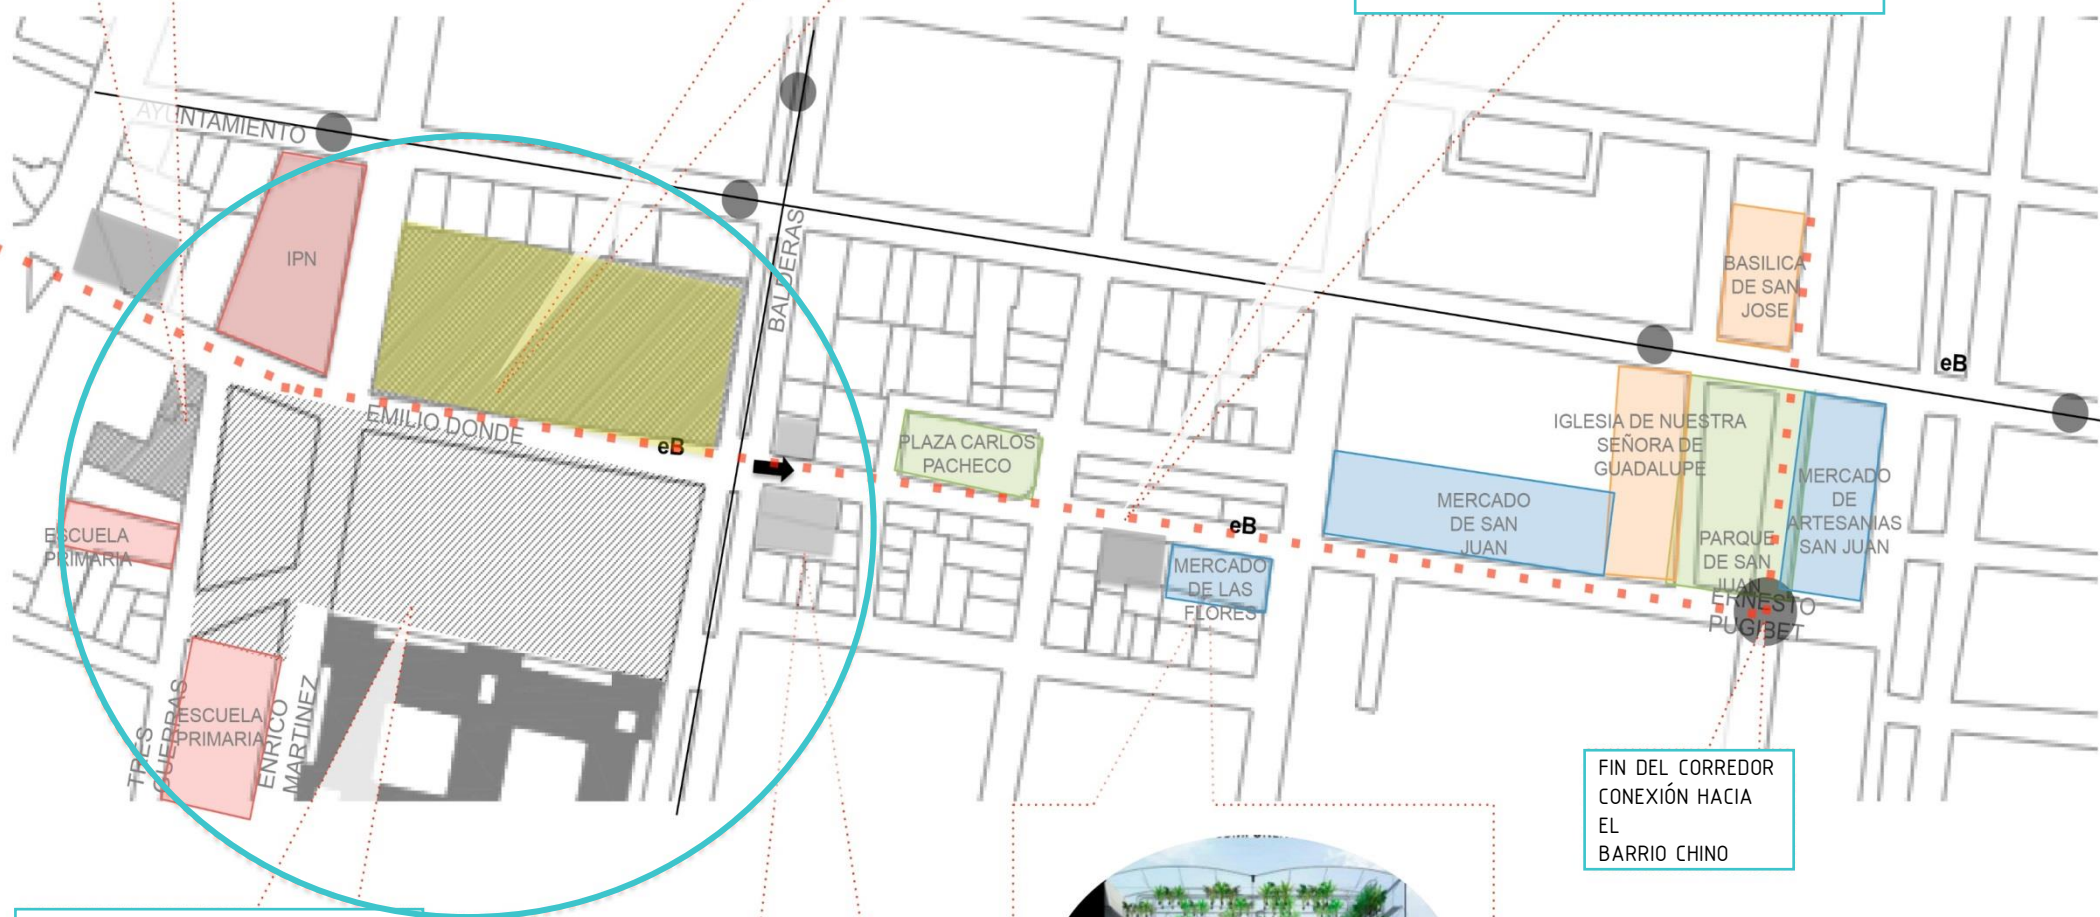 AYUNTAMIENTO
IPN
BALDERAS
BASILICA
DE SAN
JOSE
eB
EMILIO DONDE
eB
PLAZA CARLOS
PACHECO
IGLESIA DE NUESTRA
SEÑORA DE
GUADALUPE
MERCADO
DE
ARTESANIAS
SAN JUAN
MERCADO
DE SAN
JUAN
eB
ESCUELA
PRIMARIA
MERCADO
DE LAS
FLORES
PARQUE
DE SAN
JUAN
ERNESTO
PUGIBET
TRES
GUERRAS
ESCUELA
PRIMARIA
ENRICO
MARTINEZ
FIN DEL CORREDOR
CONEXIÓN HACIA
EL
BARRIO CHINO